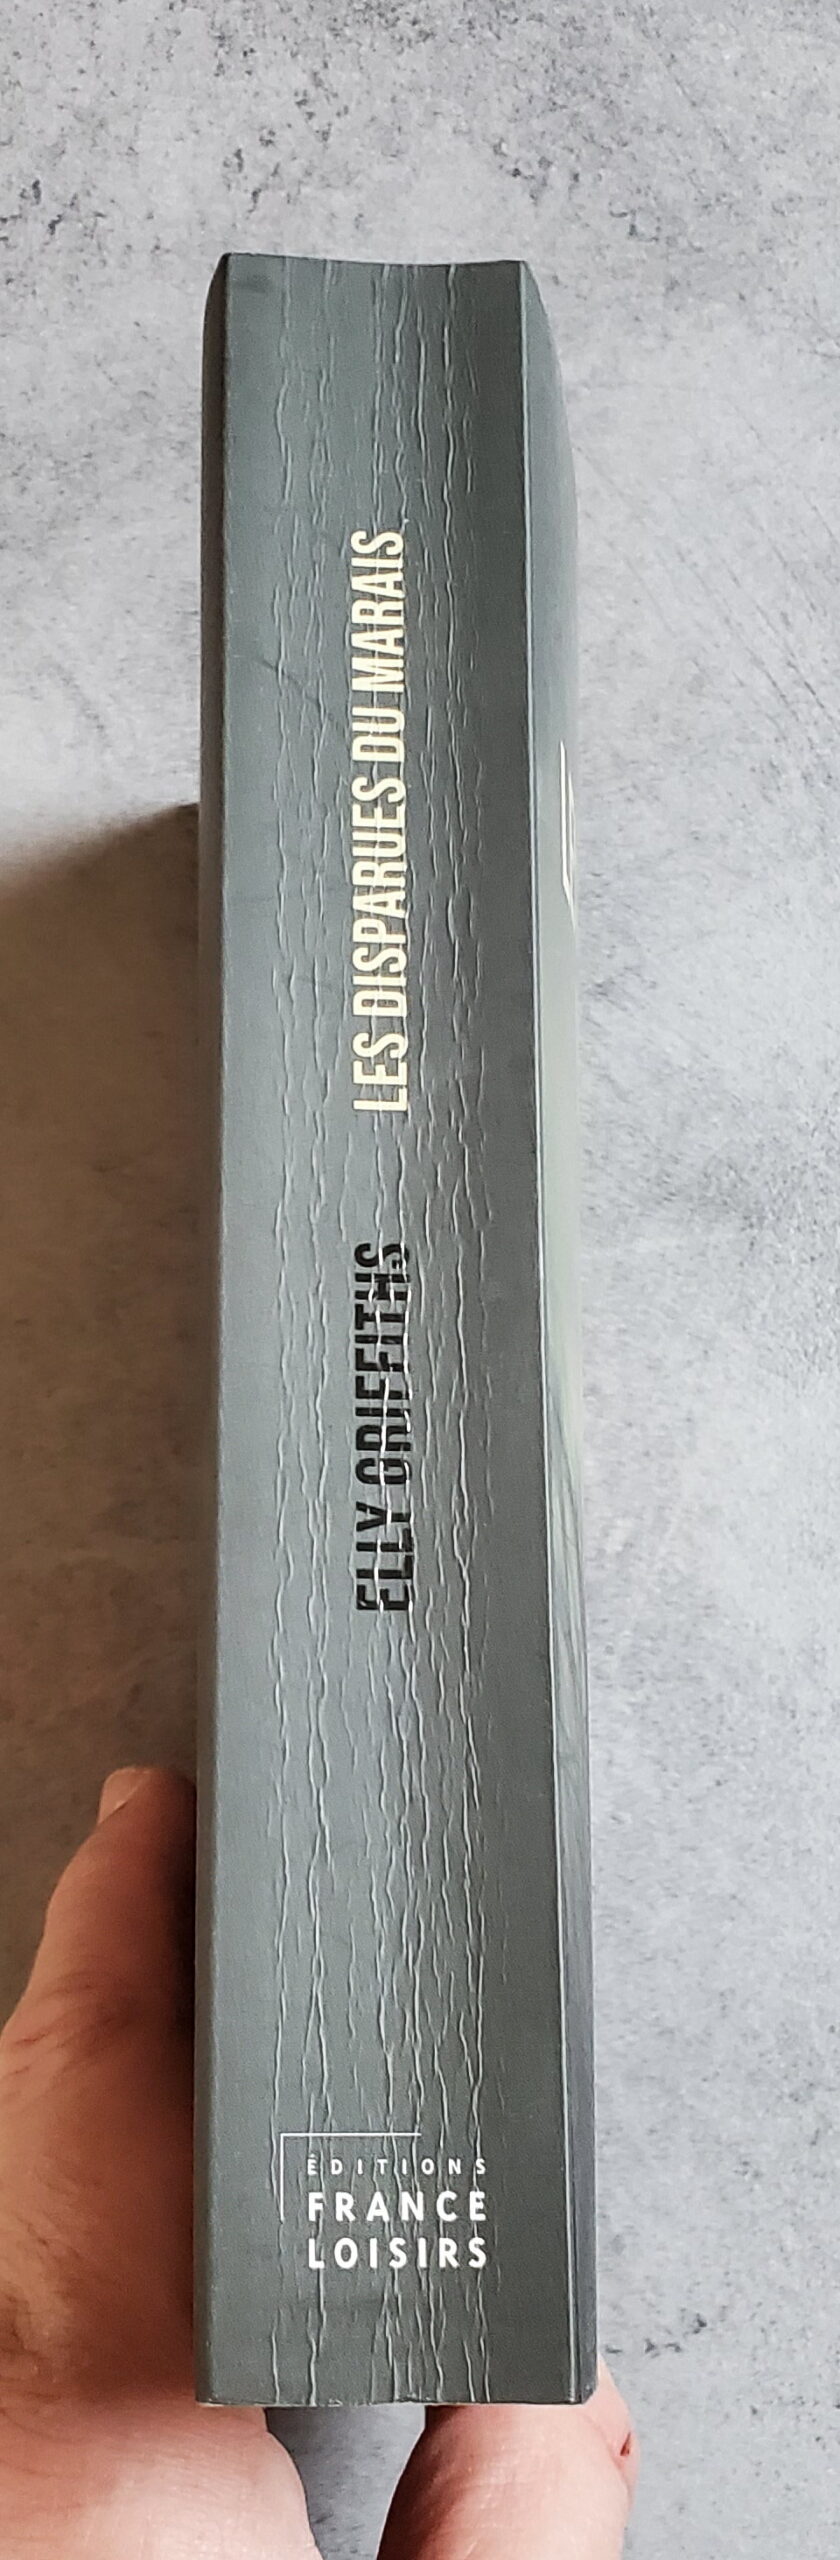 LES DISPARUES DU MARAIS
ELLY GRIFFITHS
ÉDITIONS
FRANCE
LOISIRS